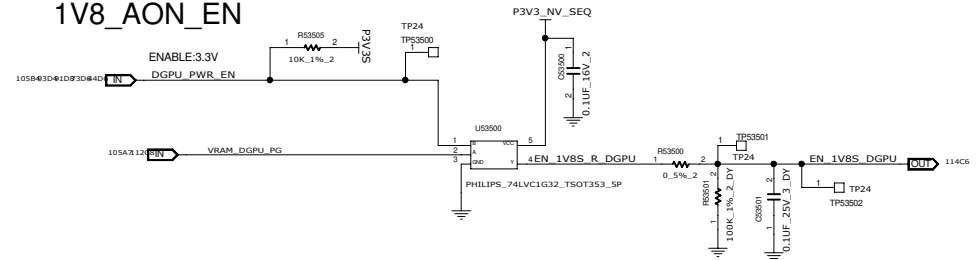 1V8_AON_EN
P3V3_NV_SEQ
TP24
TP53500
1
R53505
1 2
10K_1%_2
P3V3S
ENABLE:3.3V
IN
DGPU_PWR_EN
C53500
1
2
0.1UF_16V_2
U53500
1 B VCC 5
2 A
3 GND Y 4
IN
VRAM_DGPU_PG
EN_1V8S_R_DGPU
PHILIPS_74LVC1G32_TSOT353_5P
R53500
1 2
0_5%_2
1
TP53501
TP24
EN_1V8S_DGPU
OUT
114C6
R53501
2
1
100K_1%_2_DY
C53501
2
1
0.1UF_25V_3_DY
1
TP24
TP53502